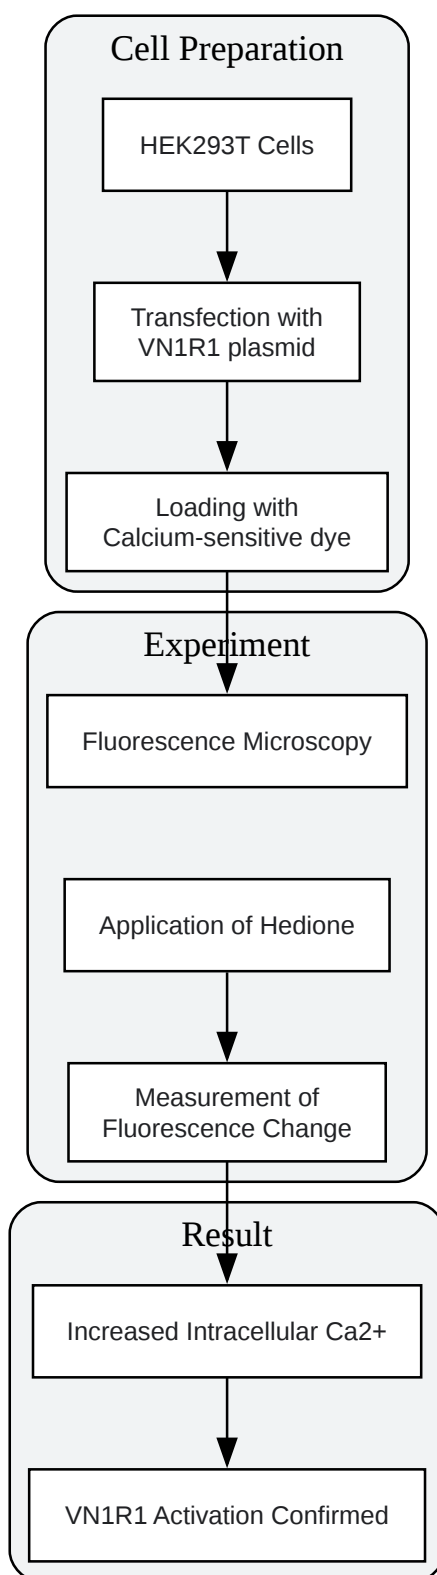 Cell Preparation
HEK293T Cells
Transfection with
VN1R1 plasmid
Loading with
Calcium-sensitive dye
Experiment
Fluorescence Microscopy
Application of Hedione
Measurement of
Fluorescence Change
Result
Increased Intracellular Ca2+
VN1R1 Activation Confirmed